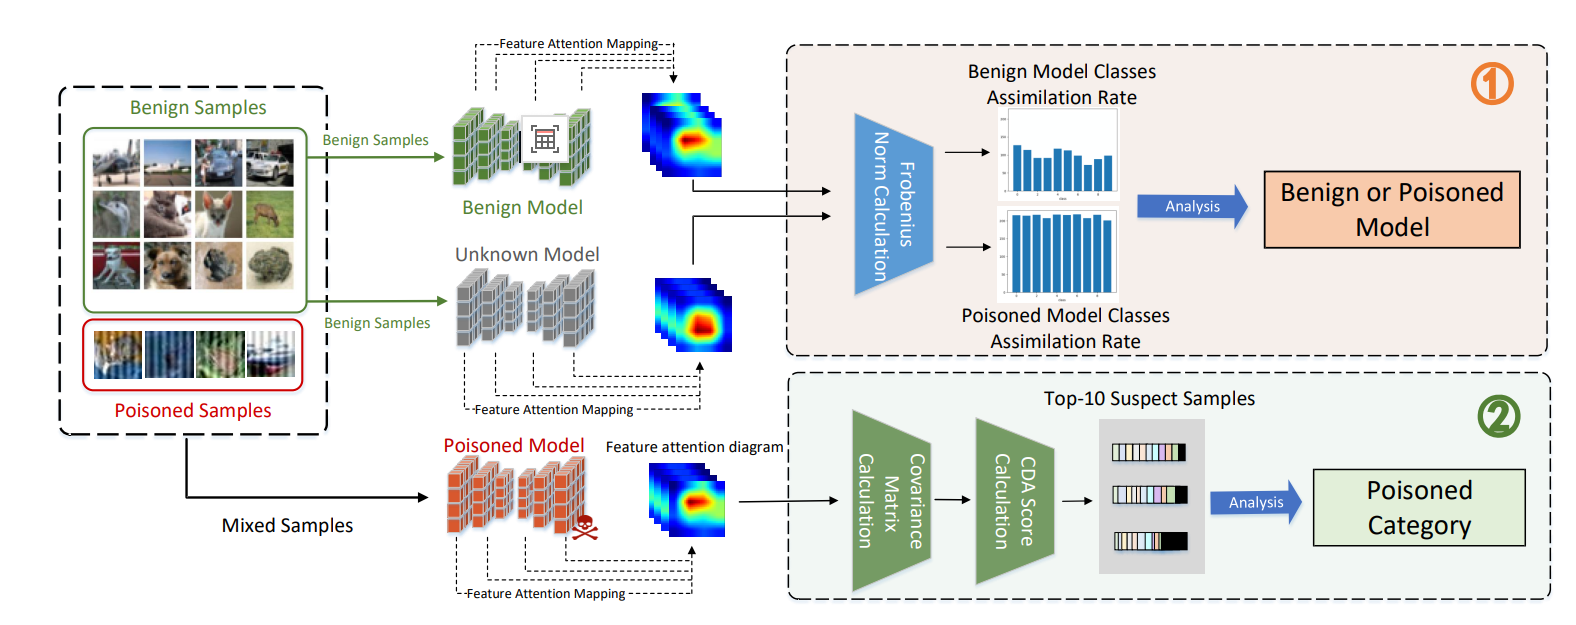 Benign Samples
Poisoned Samples
Mixed Samples
Benign Samples
Benign Samples
Feature Attention Mapping
Benign Model
Unknown Model
Feature Attention Mapping
Poisoned Model
Feature attention diagram
Feature Attention Mapping
①
Benign Model Classes
Assimilation Rate
Frobenius
Norm Calculation
Poisoned Model Classes
Assimilation Rate
Analysis
Benign or Poisoned
Model
②
Top-10 Suspect Samples
Covariance
Matrix
Calculation
CDA Score
Calculation
Analysis
Poisoned
Category